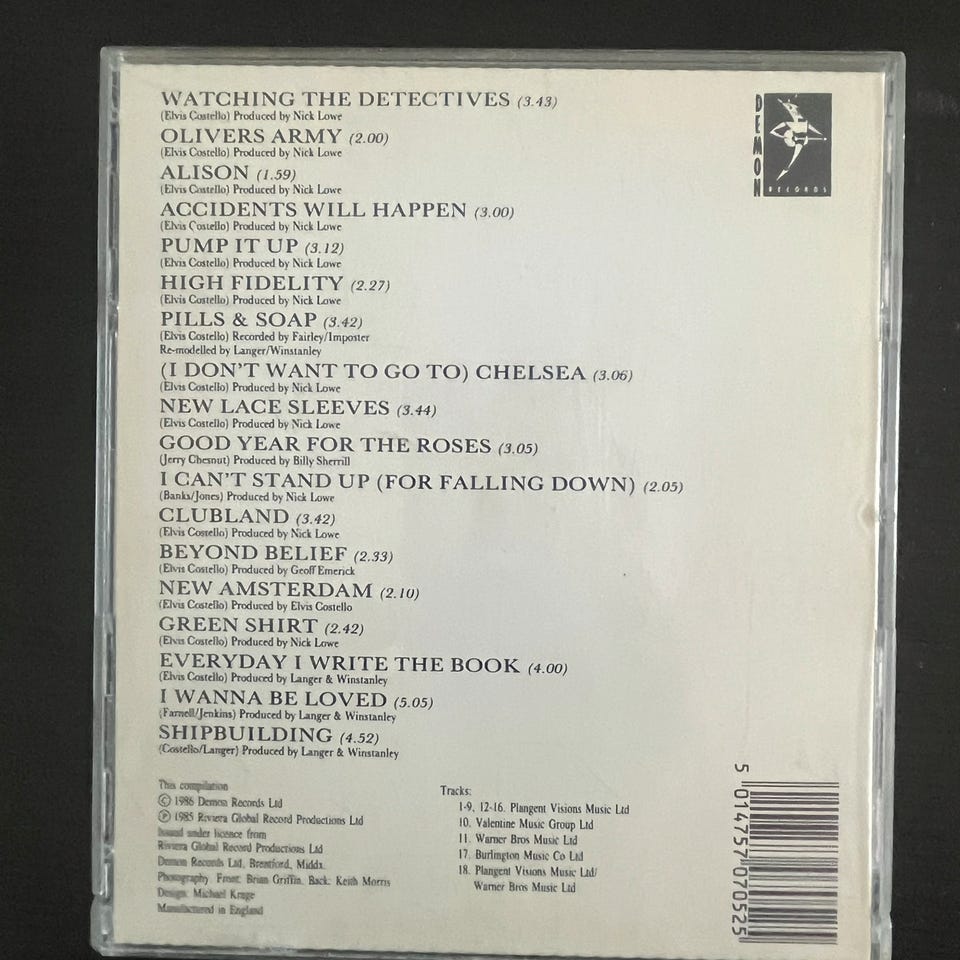 WATCHING THE DETECTIVES (3.43)
(Elvis Costello) Produced by Nick Lowe
OLIVERS ARMY (2.00)
(Elvis Costello) Produced by Nick Lowe
ALISON (1.59)
(Elvis Costello) Produced by Nick Lowe
ACCIDENTS WILL HAPPEN (3.00)
(Elvis Costello) Produced by Nick Lowe
PUMP IT UP (3.12)
(Elvis Costello) Produced by Nick Lowe
HIGH FIDELITY (2.27)
(Elvis Costello) Produced by Nick Lowe
PILLS & SOAP (3.42)
(Elvis Costello) Recorded by Fairley/Imposter
Re-modelled by Langer/Winstanley
(I DON'T WANT TO GO TO) CHELSEA (3.06)
(Elvis Costello) Produced by Nick Lowe
NEW LACE SLEEVES (3.44)
(Elvis Costello) Produced by Nick Lowe
GOOD YEAR FOR THE ROSES (3.05)
(Jerry Chesnut) Produced by Billy Sherrill
I CAN'T STAND UP (FOR FALLING DOWN) (2.05)
(Banks/Jones) Produced by Nick Lowe
CLUBLAND (3.42)
(Elvis Costello) Produced by Nick Lowe
BEYOND BELIEF (2.33)
(Elvis Costello) Produced by Geoff Emerick
NEW AMSTERDAM (2.10)
(Elvis Costello) Produced by Elvis Costello
GREEN SHIRT (2.42)
(Elvis Costello) Produced by Nick Lowe
EVERYDAY I WRITE THE BOOK (4.00)
(Elvis Costello) Produced by Langer & Winstanley
I WANNA BE LOVED (5.05)
(Farnell/Jenkins) Produced by Langer & Winstanley
SHIPBUILDING (4.52)
(Costello/Langer) Produced by Langer & Winstanley
This compilation
© 1986 Demon Records Ltd
℗ 1985 Riviera Global Record Productions Ltd
Issued under licence from
Riviera Global Record Productions Ltd
Demon Records Ltd, Brentford, Middx.
Photography Front: Brian Griffin. Back: Keith Morris
Design: Michael Krage
Manufactured in England
Tracks:
1-9, 12-16. Plangent Visions Music Ltd
10. Valentine Music Group Ltd
11. Warner Bros Music Ltd
17. Burlington Music Co Ltd
18. Plangent Visions Music Ltd/
Warner Bros Music Ltd
DEMON
RECORDS
5 014757 070525